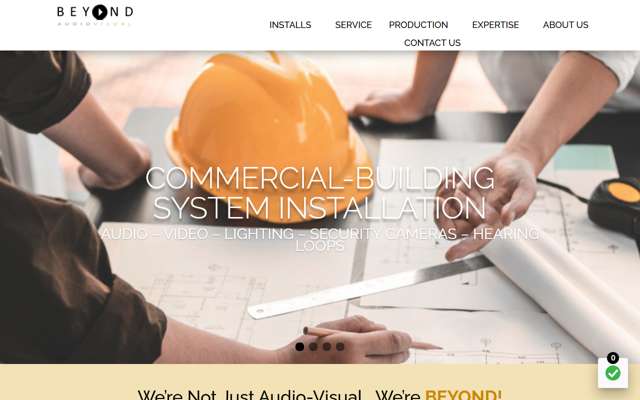 BEYOND
AUDIOVISUAL
INSTALLS
SERVICE
PRODUCTION
EXPERTISE
ABOUT US
CONTACT US
COMMERCIAL-BUILDING
SYSTEM INSTALLATION
AUDIO – VIDEO – LIGHTING – SECURITY CAMERAS – HEARING
LOOPS
0
We're Not Just Audio-Visual...We're BEYOND!